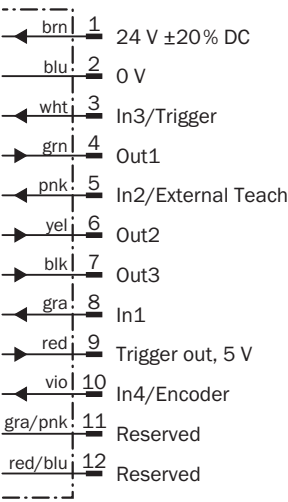 brn 1 24 V ±20% DC
blu 2 0 V
wht 3 In3/Trigger
grn 4 Out1
pnk 5 In2/External Teach
yel 6 Out2
blk 7 Out3
gra 8 In1
red 9 Trigger out, 5 V
vio 10 In4/Encoder
gra/pnk 11 Reserved
red/blu 12 Reserved